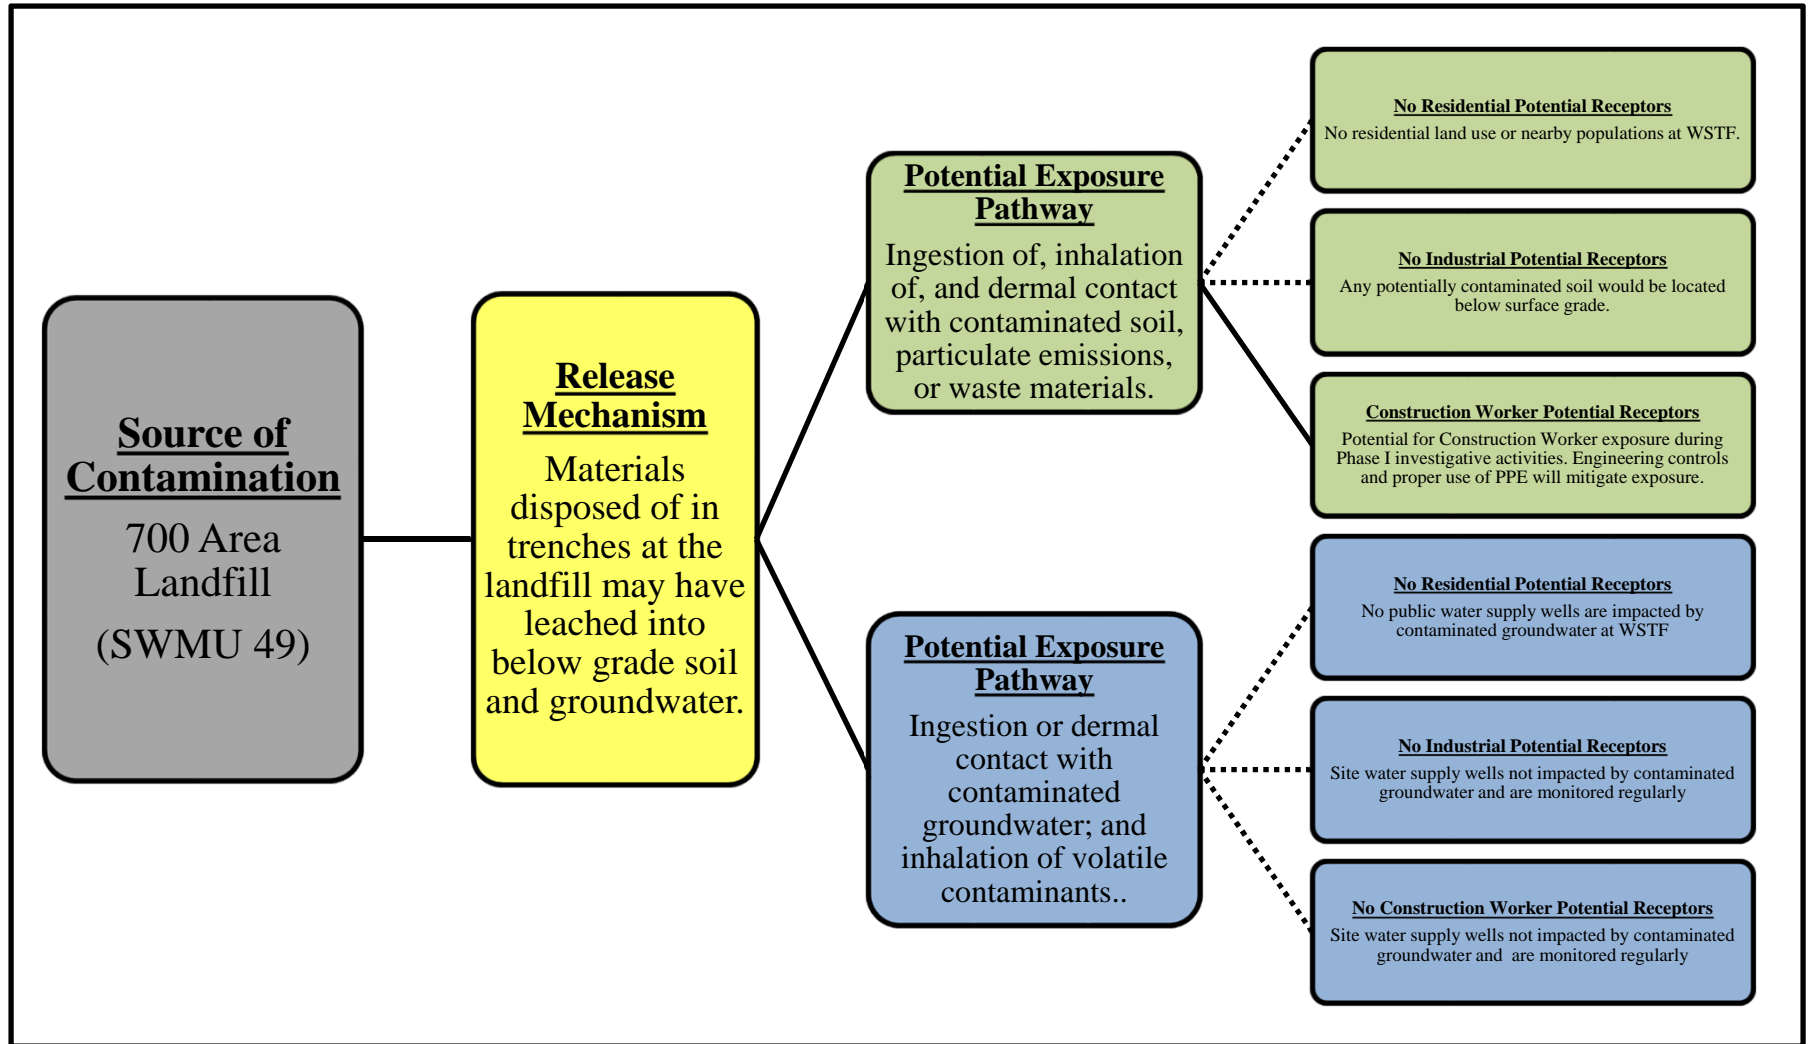 Source of
Contamination
700 Area
Landfill
(SWMU 49)
Release
Mechanism
Materials
disposed of in
trenches at the
landfill may have
leached into
below grade soil
and groundwater.
Potential Exposure
Pathway
Ingestion of, inhalation
of, and dermal contact
with contaminated soil,
particulate emissions,
or waste materials.
Potential Exposure
Pathway
Ingestion or dermal
contact with
contaminated
groundwater; and
inhalation of volatile
contaminants..
No Residential Potential Receptors
No residential land use or nearby populations at WSTF.
No Industrial Potential Receptors
Any potentially contaminated soil would be located
below surface grade.
Construction Worker Potential Receptors
Potential for Construction Worker exposure during
Phase I investigative activities. Engineering controls
and proper use of PPE will mitigate exposure.
No Residential Potential Receptors
No public water supply wells are impacted by
contaminated groundwater at WSTF
No Industrial Potential Receptors
Site water supply wells not impacted by contaminated
groundwater and are monitored regularly
No Construction Worker Potential Receptors
Site water supply wells not impacted by contaminated
groundwater and  are monitored regularly